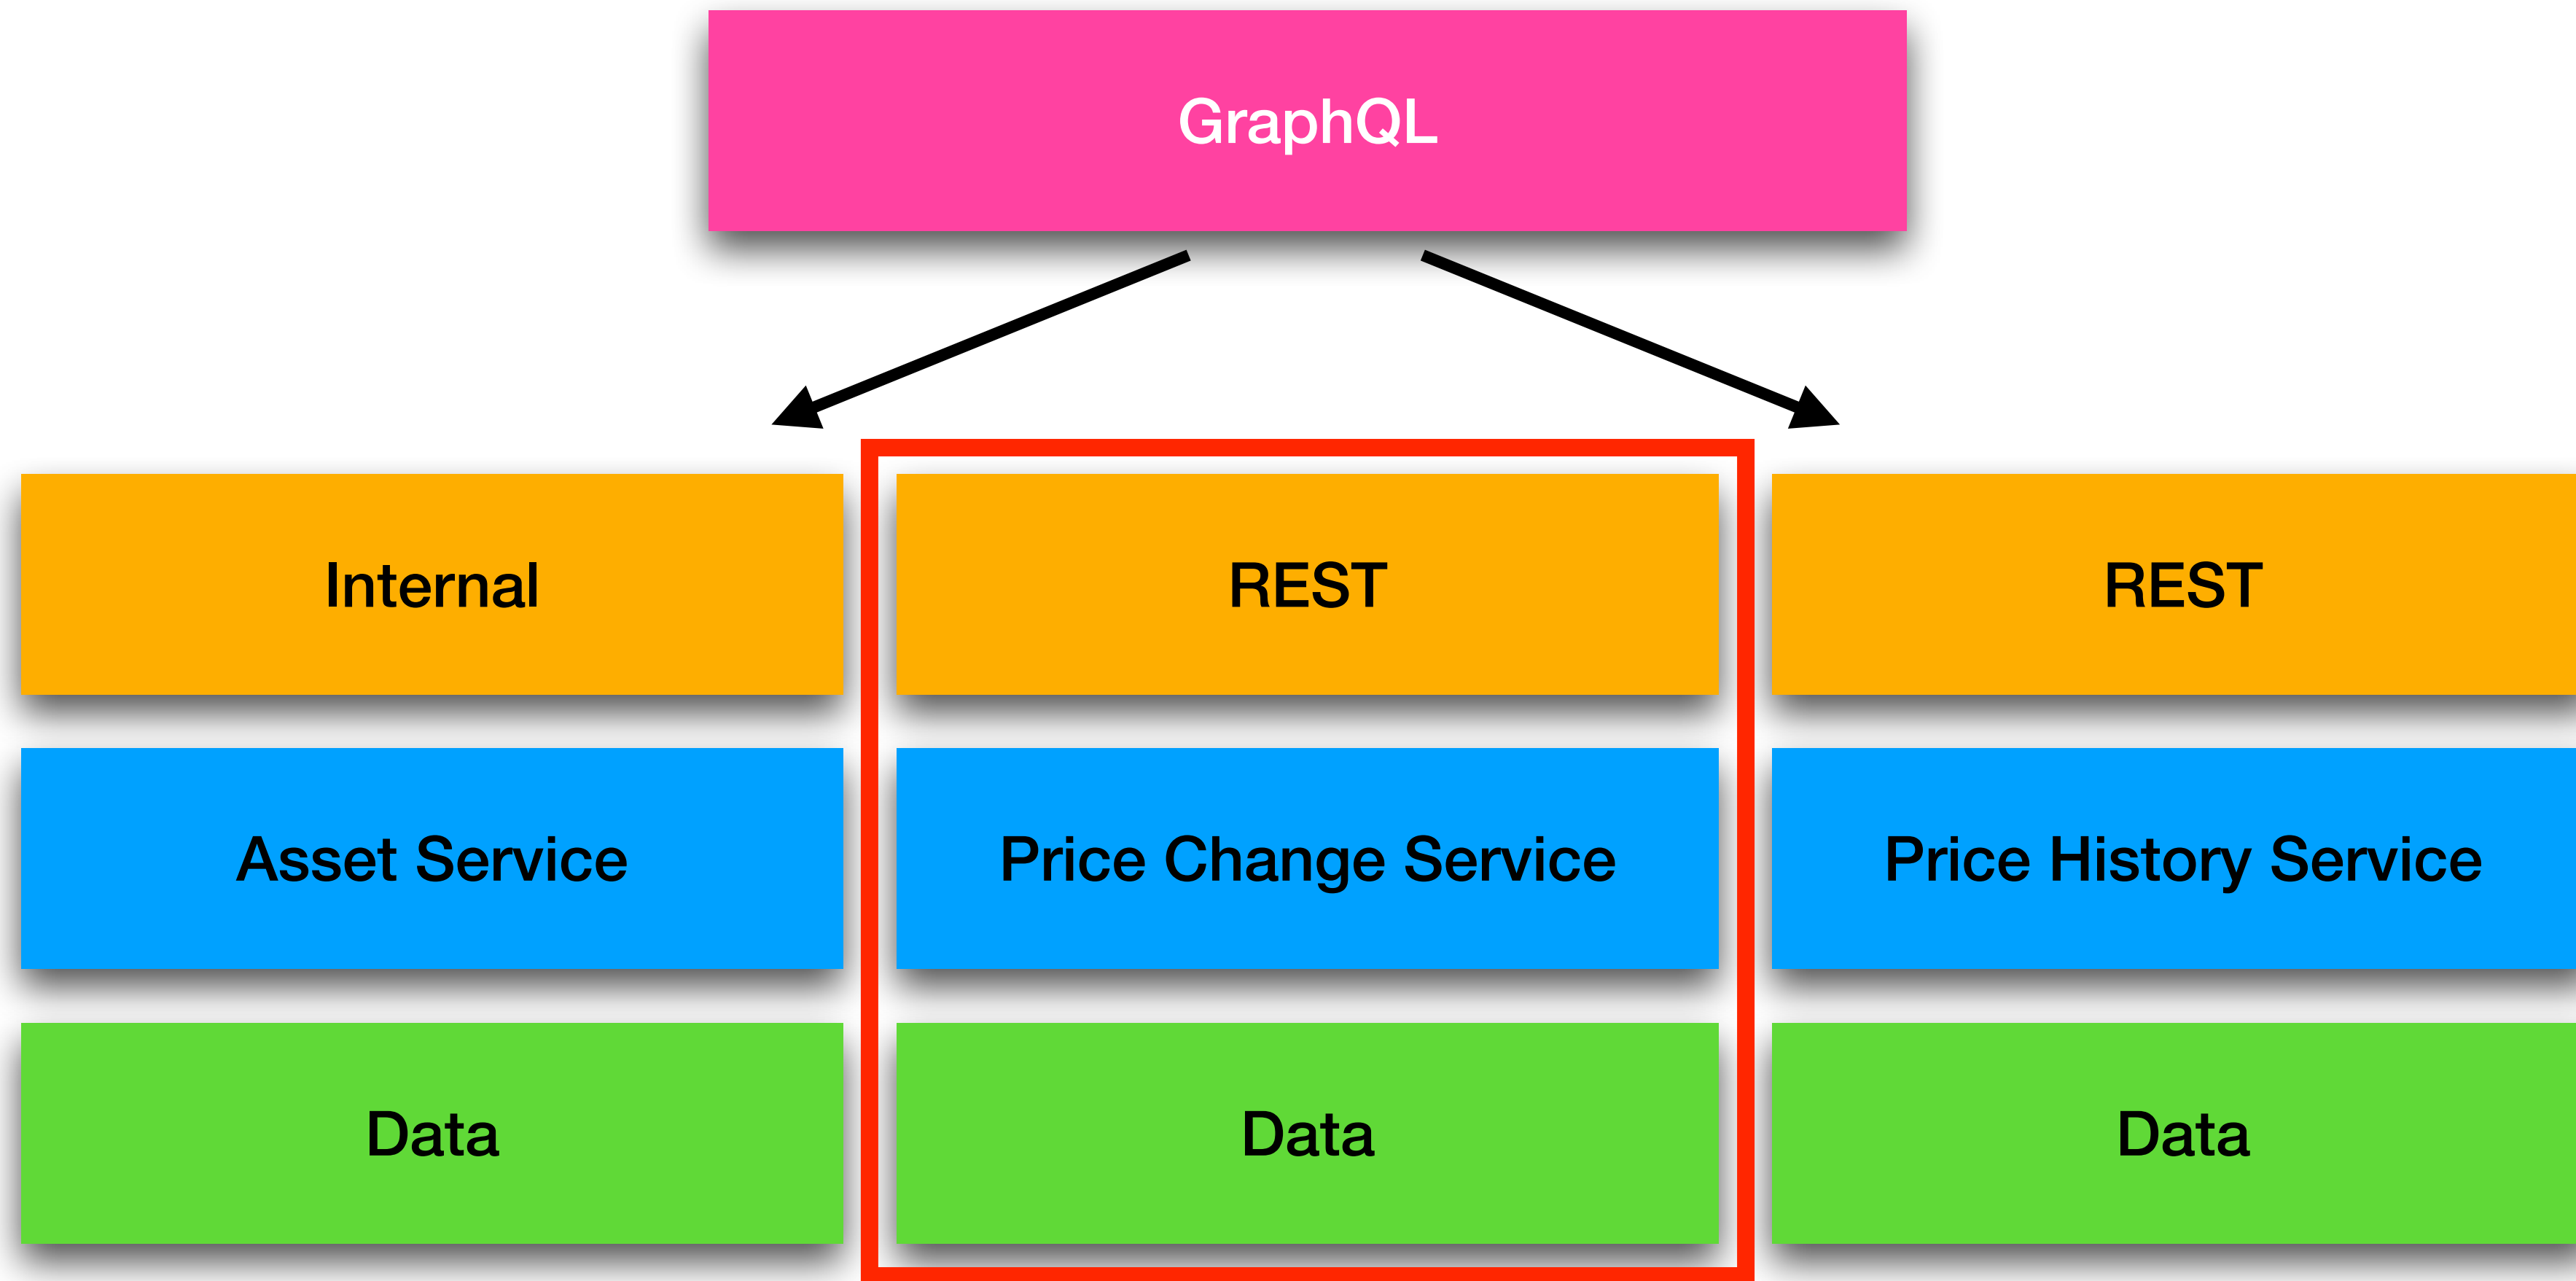 GraphQL
Internal
REST
REST
Asset Service
Price Change Service
Price History Service
Data
Data
Data